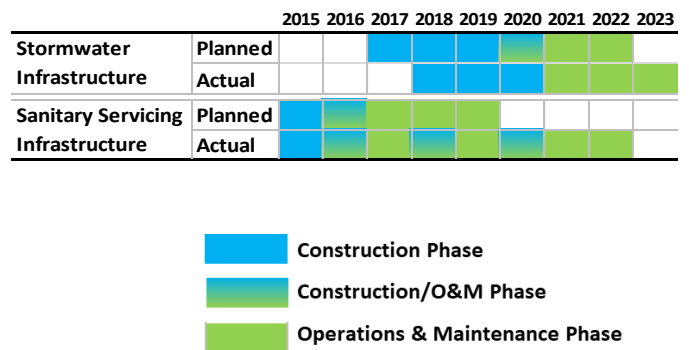 2015 2016 2017 2018 2019 2020 2021 2022 2023
Stormwater Planned
Infrastructure Actual
Sanitary Servicing Planned
Infrastructure Actual
Construction Phase
Construction/O&M Phase
Operations & Maintenance Phase